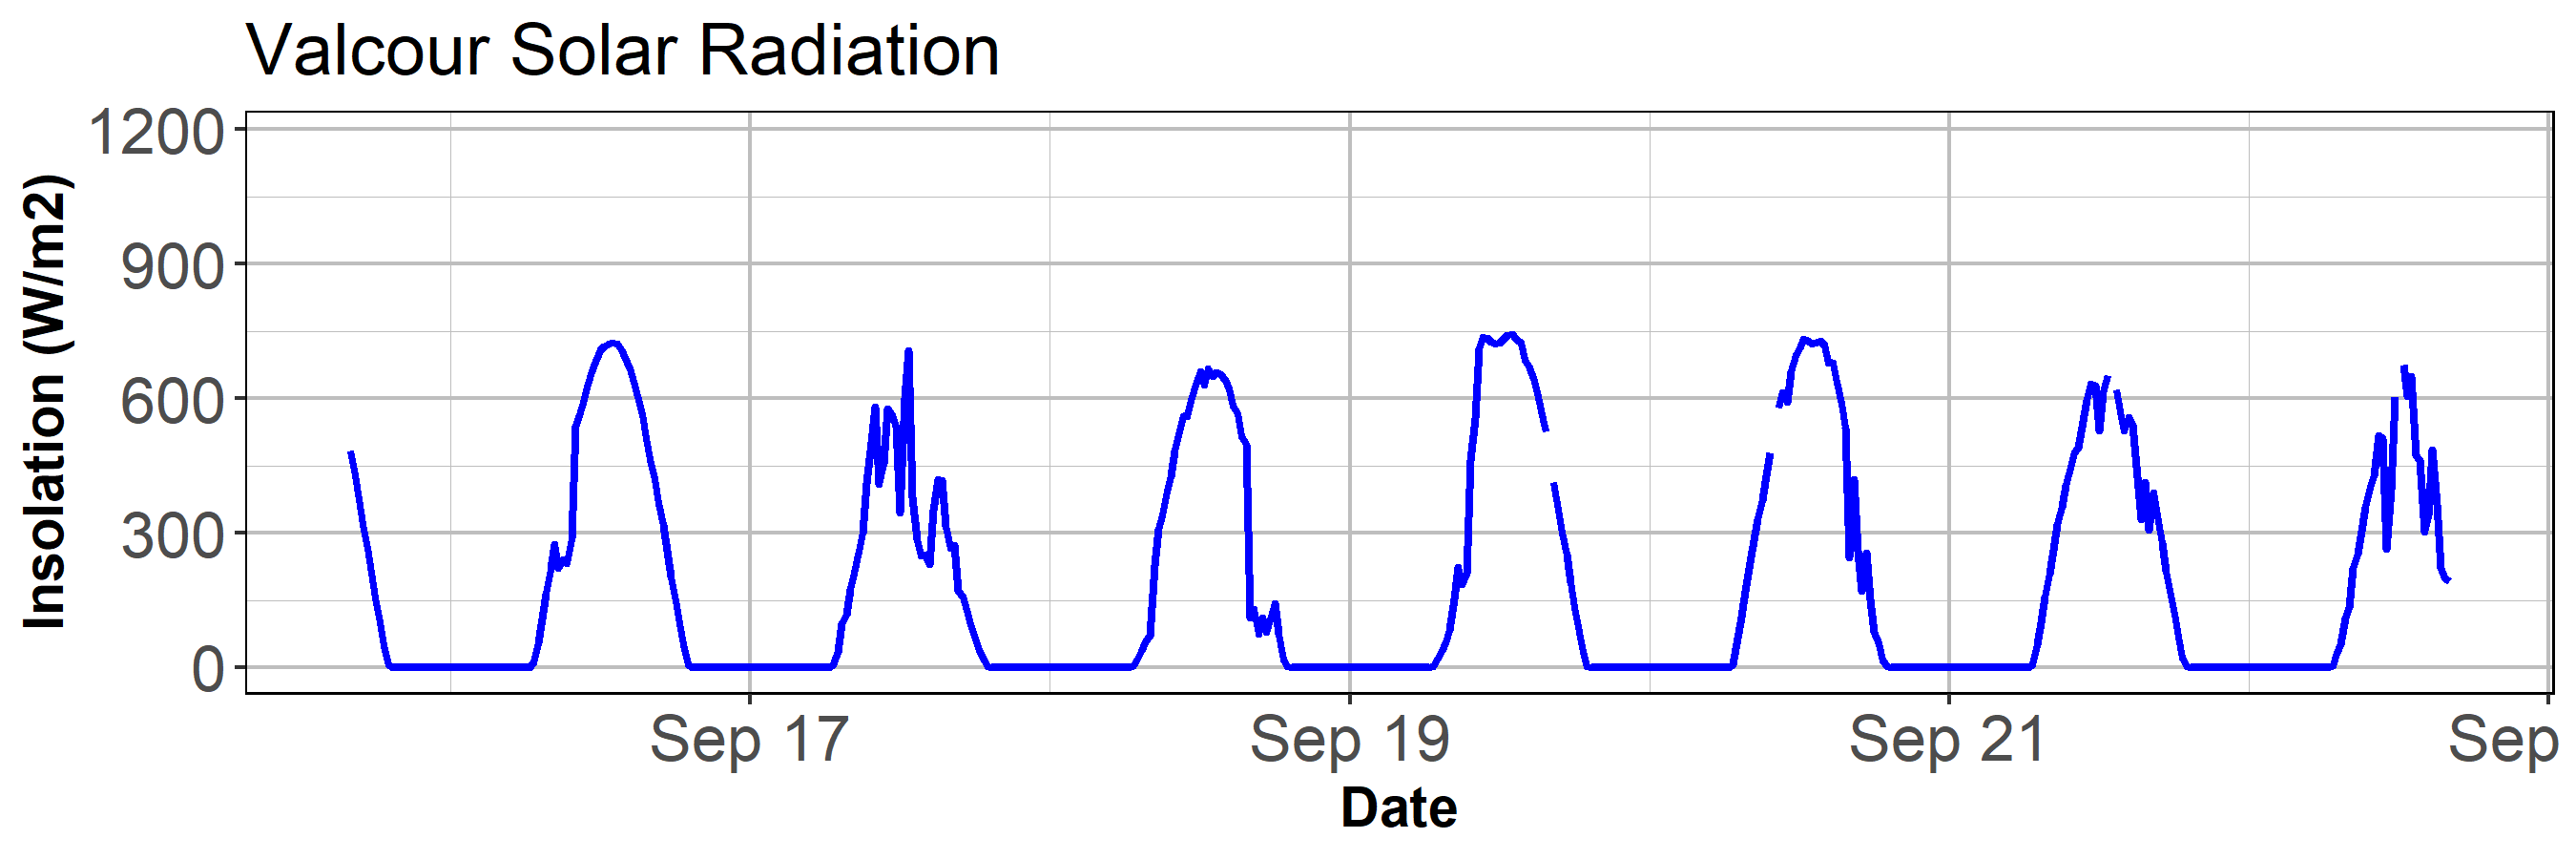 Valcour Solar Radiation
Insolation (W/m2)
1200
900
600
300
0
Sep 17
Sep 19
Sep 21
Sep
Date